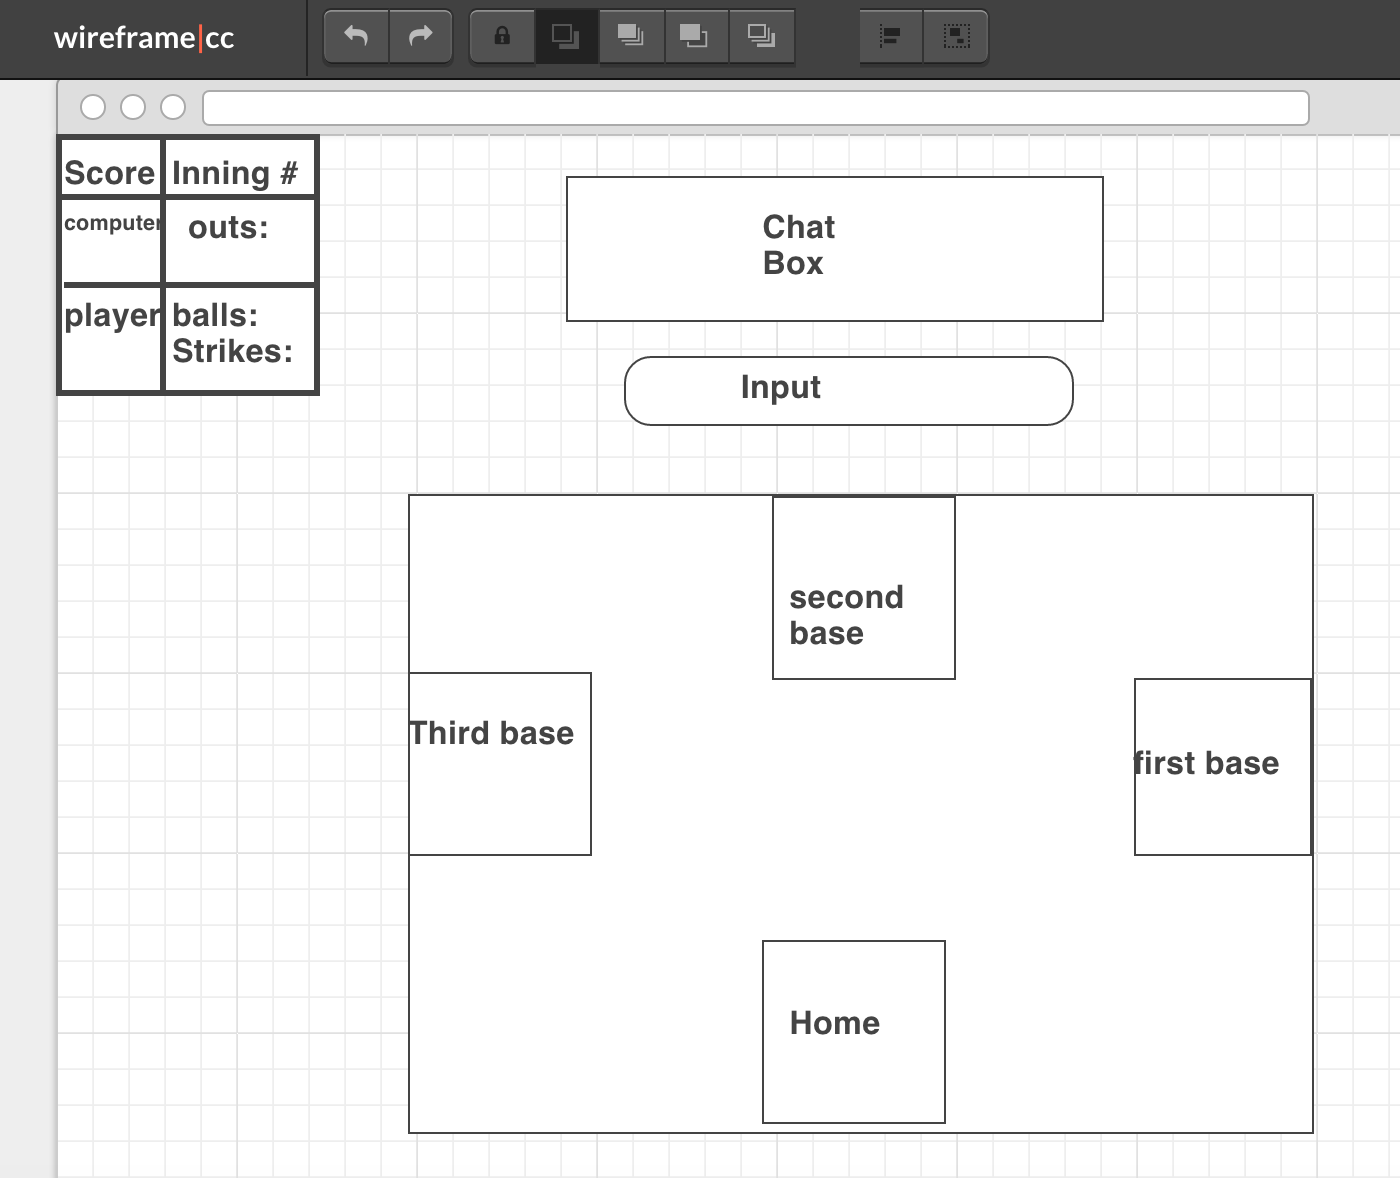 wireframe|cc
Score
Inning #
computer
outs:
player
balls:
Strikes:
Chat
Box
Input
second
base
Third base
first base
Home